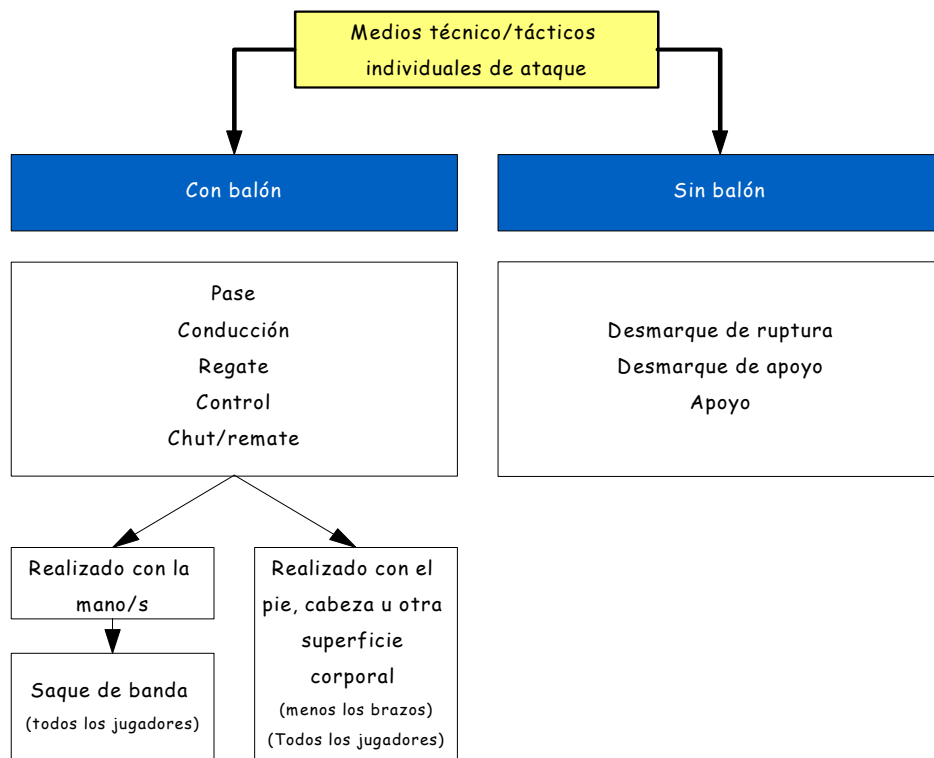 Medios técnico/tácticos
individuales de ataque
Con balón
Sin balón
Pase
Conducción
Regate
Control
Chut/remate
Desmarque de ruptura
Desmarque de apoyo
Apoyo
Realizado con la
mano/s
Realizado con el
pie, cabeza u otra
superficie
corporal
(menos los brazos)
(Todos los jugadores)
Saque de banda
(todos los jugadores)